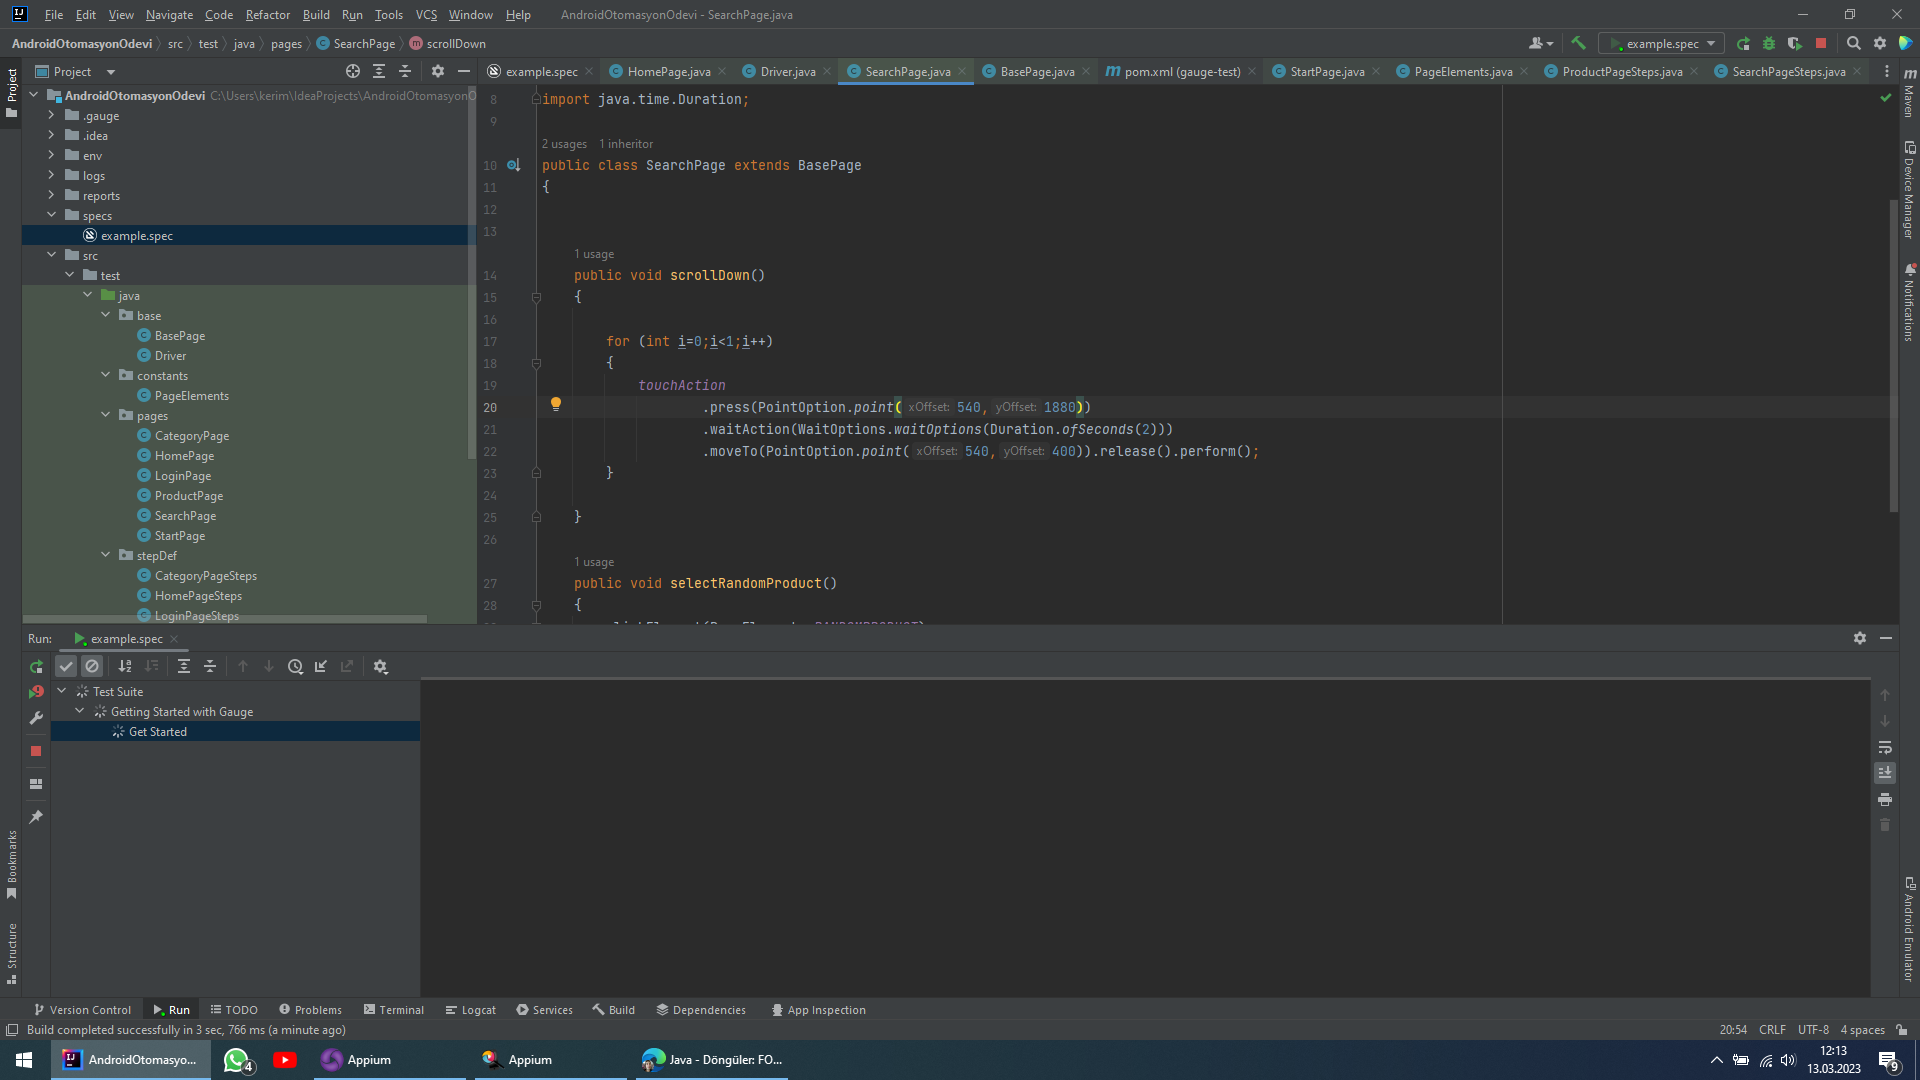 File Edit View Navigate Code Refactor Build Run Tools VCS Window Help AndroidOtomasyonOdevi - SearchPage.java
AndroidOtomasyonOdevi src test java pages SearchPage scrollDown
example.spec
Project
example.spec HomePage.java Driver.java SearchPage.java BasePage.java pom.xml (gauge-test) StartPage.java PageElements.java ProductPageSteps.java SearchPageSteps.java
Project
AndroidOtomasyonOdevi C:\Users\kerim\IdeaProjects\AndroidOtomasyonO
.gauge
.idea
env
logs
reports
specs
example.spec
src
test
java
base
BasePage
Driver
constants
PageElements
pages
CategoryPage
HomePage
LoginPage
ProductPage
SearchPage
StartPage
stepDef
CategoryPageSteps
HomePageSteps
LoginPageSteps
8 import java.time.Duration;
9
2 usages 1 inheritor
10 public class SearchPage extends BasePage
11 {
12
13
1 usage
14 public void scrollDown()
15 {
16
17 for (int i=0;i<1;i++)
18 {
19 touchAction
20 .press(PointOption.point( xOffset: 540, yOffset: 1880))
21 .waitAction(WaitOptions.waitOptions(Duration.ofSeconds(2)))
22 .moveTo(PointOption.point( xOffset: 540, yOffset: 400)).release().perform();
23 }
24
25 }
26
1 usage
27 public void selectRandomProduct()
28 {
Maven
Device Manager
Notifications
Android Emulator
Run: example.spec
Test Suite
Getting Started with Gauge
Get Started
Bookmarks
Structure
Version Control Run TODO Problems Terminal Logcat Services Build Dependencies App Inspection
Build completed successfully in 3 sec, 766 ms (a minute ago) 20:54 CRLF UTF-8 4 spaces
AndroidOtomasyo... 4 Appium Appium Java - Döngüler: FO...
12:13
13.03.2023
9